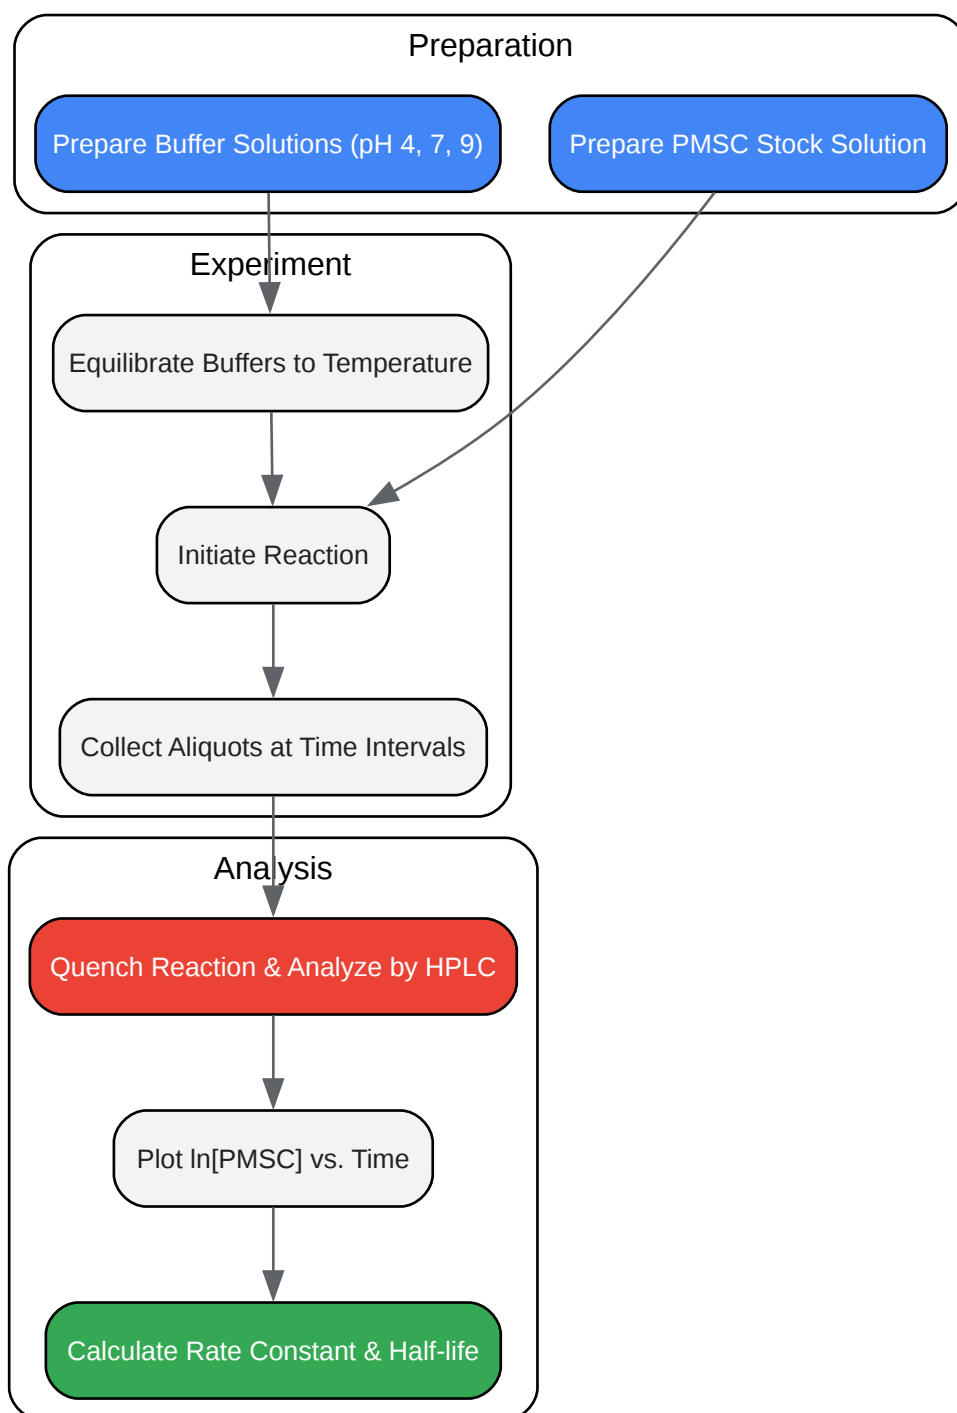 Preparation
Prepare Buffer Solutions (pH 4, 7, 9)
Prepare PMSC Stock Solution
Experiment
Equilibrate Buffers to Temperature
Initiate Reaction
Collect Aliquots at Time Intervals
Analysis
Quench Reaction & Analyze by HPLC
Plot ln[PMSC] vs. Time
Calculate Rate Constant & Half-life